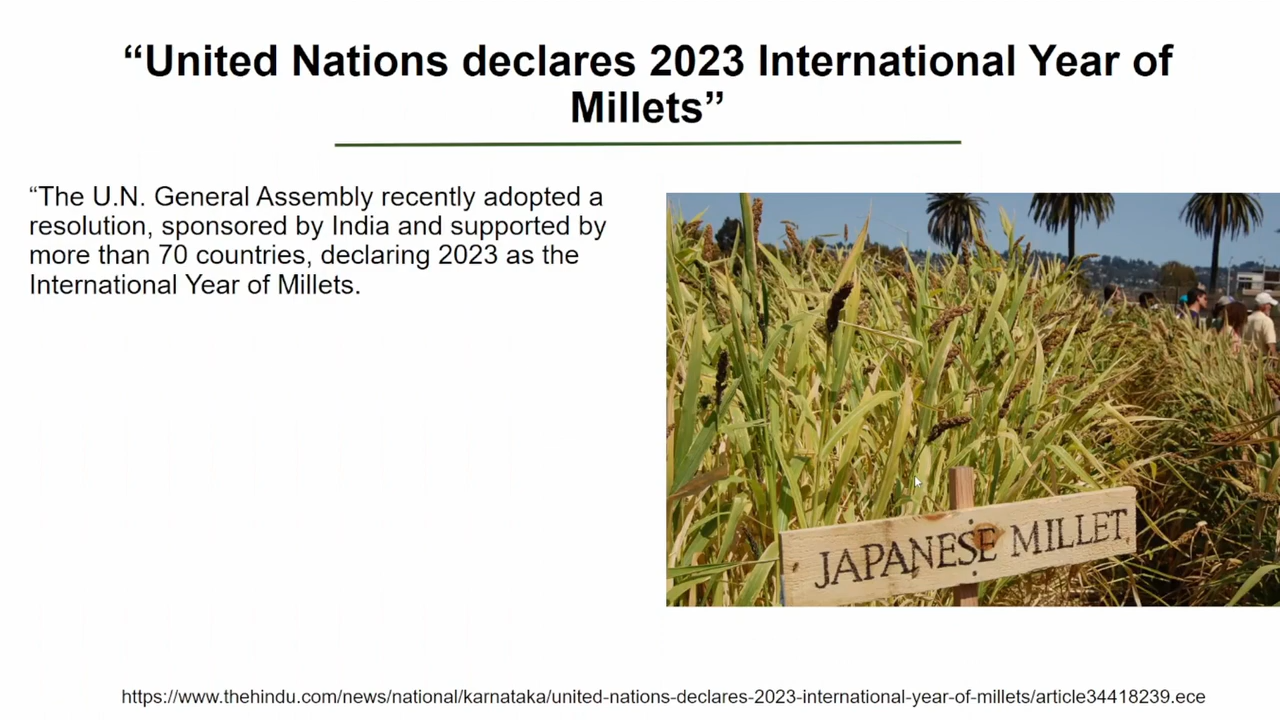 “United Nations declares 2023 International Year of
Millets”
“The U.N. General Assembly recently adopted a
resolution, sponsored by India and supported by
more than 70 countries, declaring 2023 as the
International Year of Millets.
JAPANESE MILLET
https://www.thehindu.com/news/national/karnataka/united-nations-declares-2023-international-year-of-millets/article34418239.ece